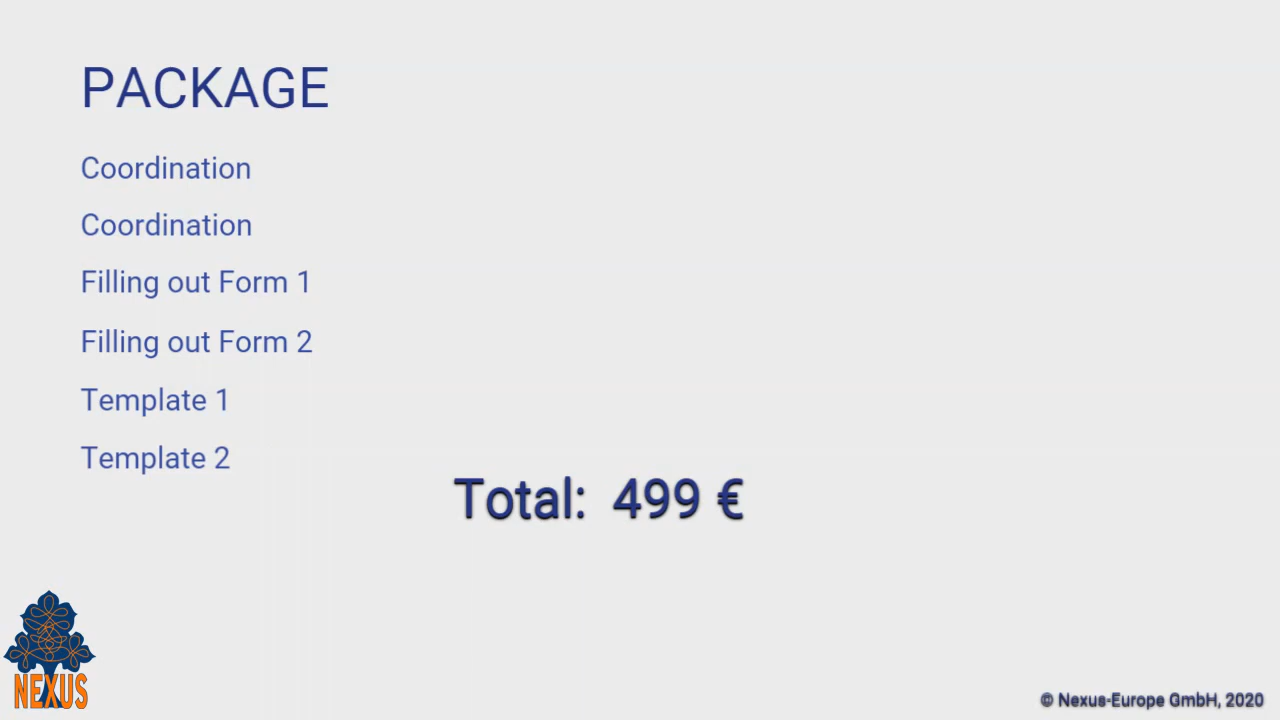 PACKAGE
Coordination
Coordination
Filling out Form 1
Filling out Form 2
Template 1
Template 2
Total: 499 €
NEXUS
© Nexus-Europe GmbH, 2020